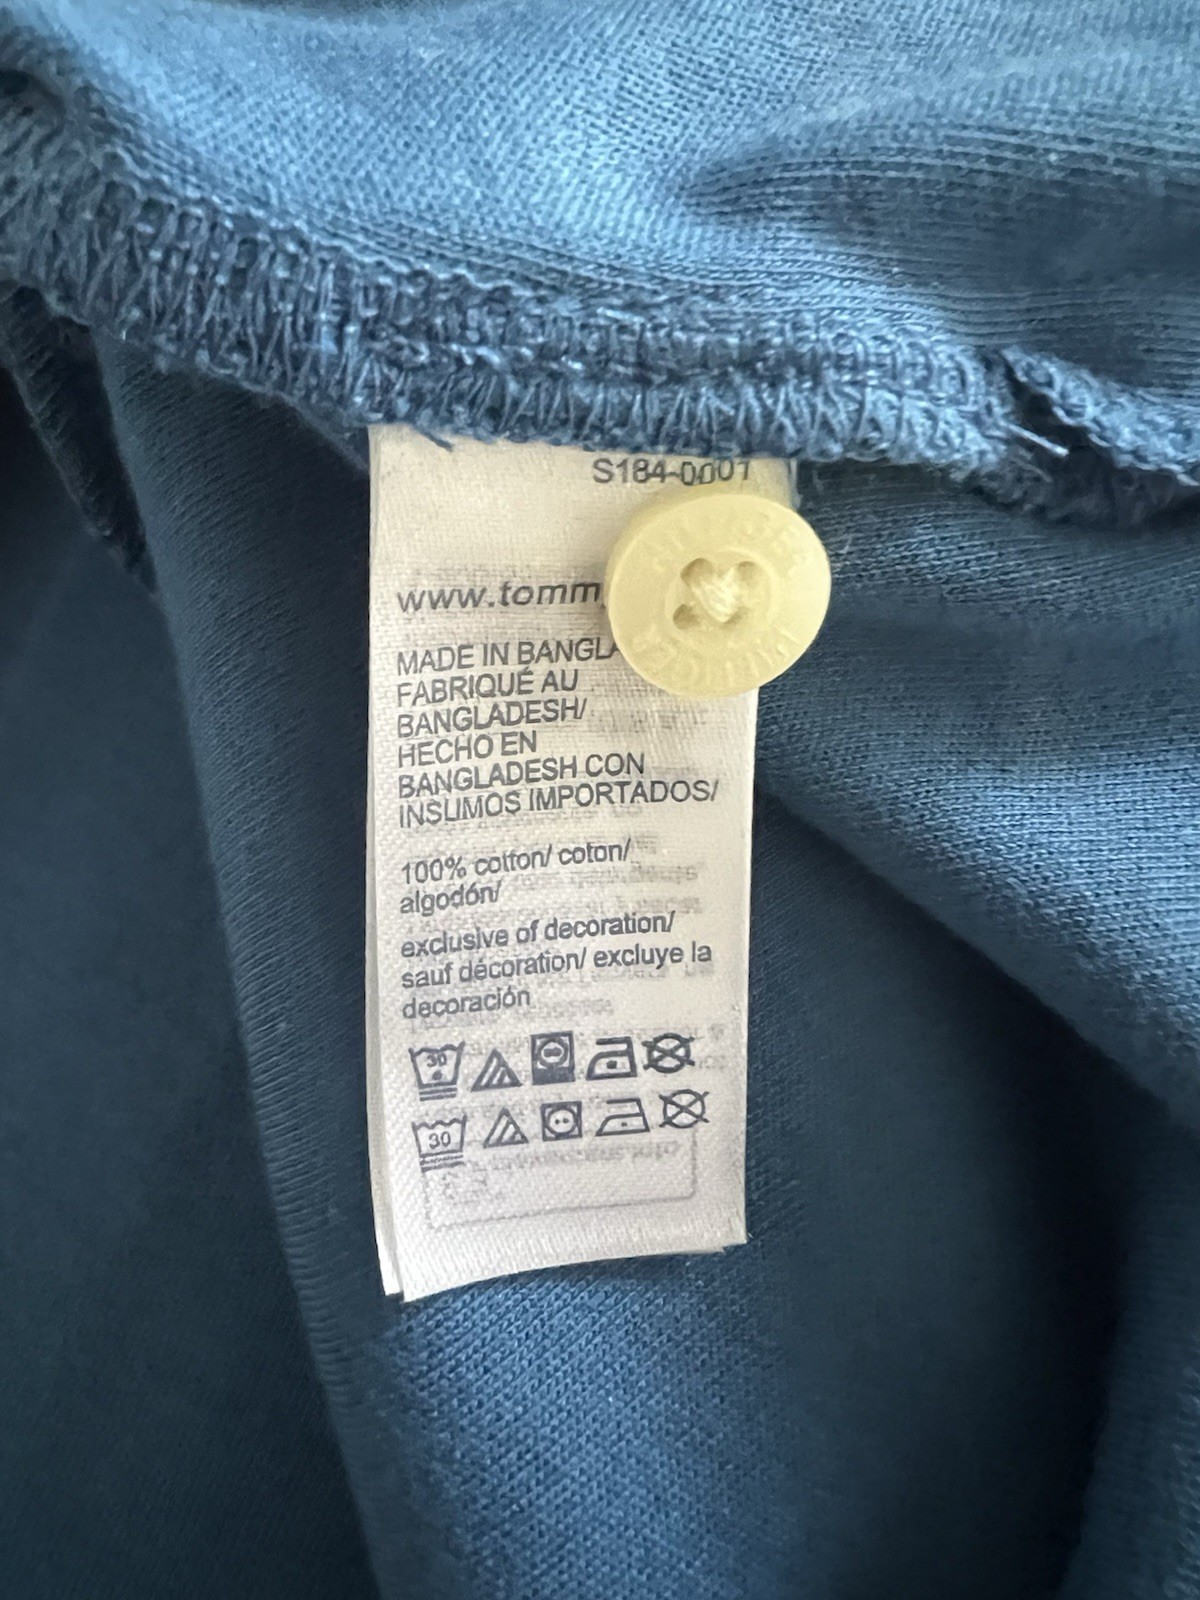 S184-0001
www.tomm
MADE IN BANGLA
FABRIQUÉ AU
BANGLADESH/
HECHO EN
BANGLADESH CON
INSUMOS IMPORTADOS/
100% cotton/ coton/
algodón/
exclusive of decoration/
sauf décoration/ excluye la
decoración
30
30